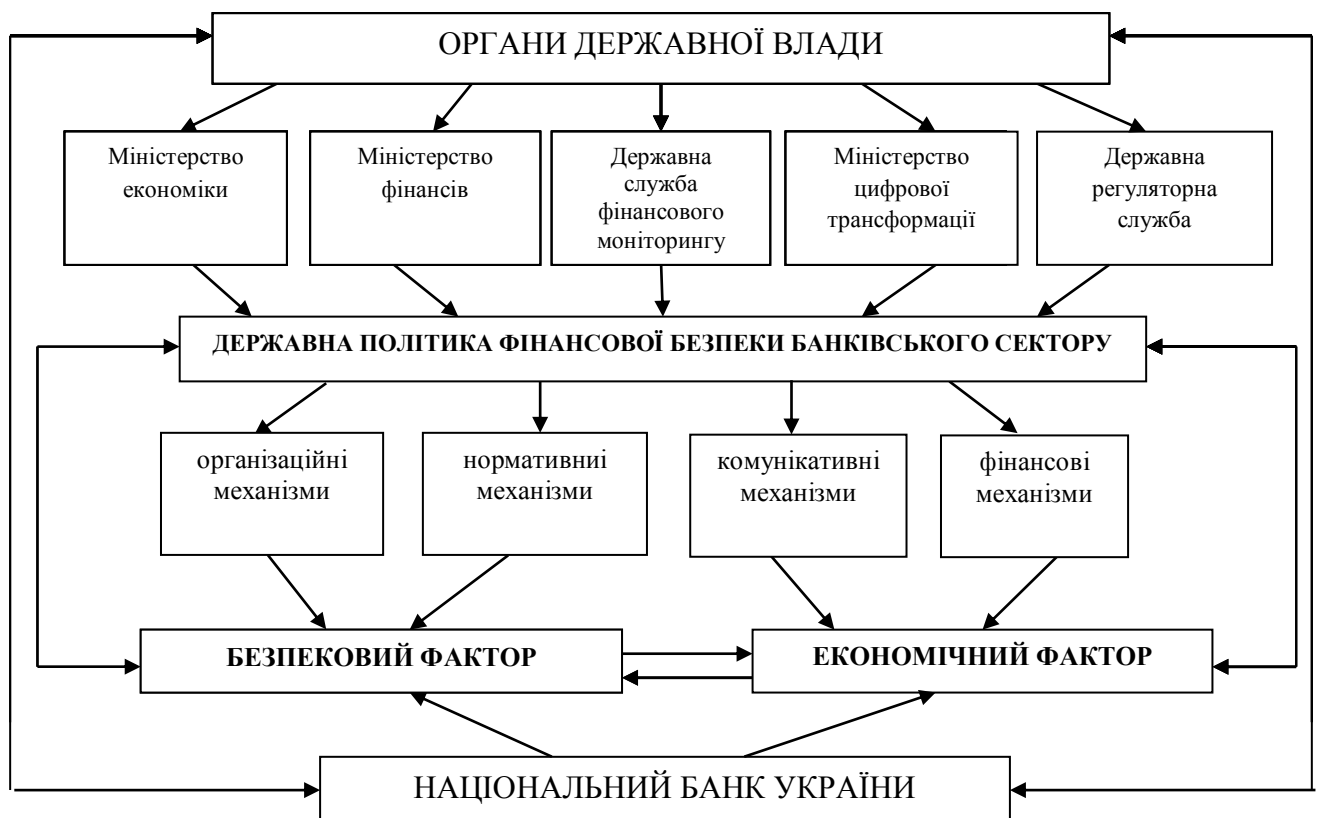 ОРГАНИ ДЕРЖАВНОЇ ВЛАДИ
Міністерство
економіки
Міністерство
фінансів
Державна
служба
фінансового
моніторингу
Міністерство
цифрової
трансформації
Державна
регуляторна
служба
ДЕРЖАВНА ПОЛІТИКА ФІНАНСОВОЇ БЕЗПЕКИ БАНКІВСЬКОГО СЕКТОРУ
організаційні
механізми
нормативниі
механізми
комунікативні
механізми
фінансові
механізми
БЕЗПЕКОВИЙ ФАКТОР
ЕКОНОМІЧНИЙ ФАКТОР
НАЦІОНАЛЬНИЙ БАНК УКРАЇНИ